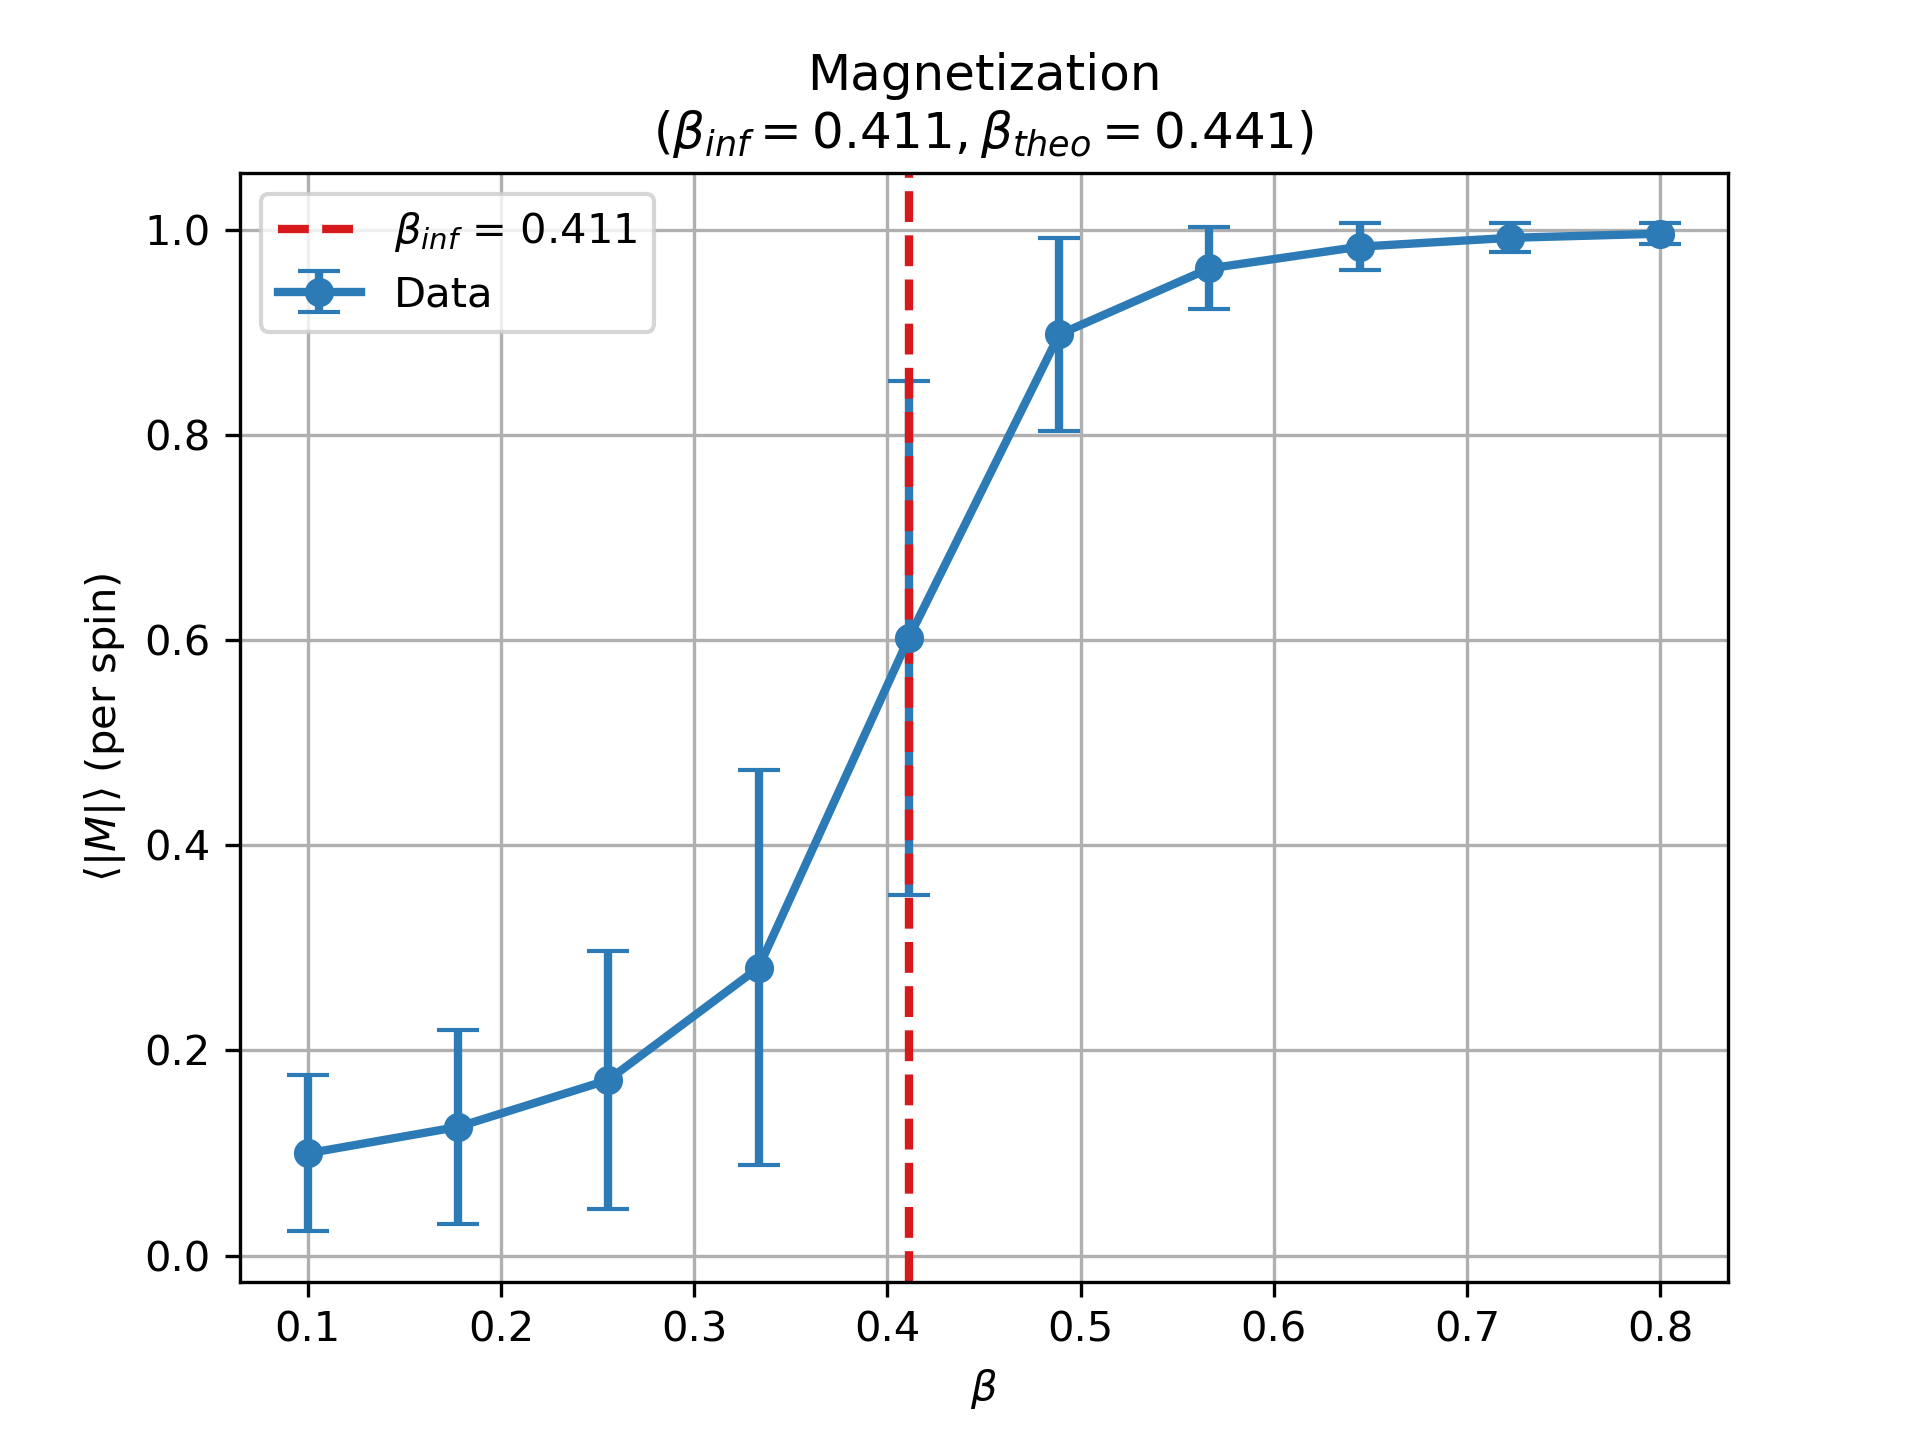 Magnetization
(β_inf = 0.411, β_theo = 0.441)
β_inf = 0.411
Data
⟨|M|⟩ (per spin)
1.0
0.8
0.6
0.4
0.2
0.0
0.1 0.2 0.3 0.4 0.5 0.6 0.7 0.8
β